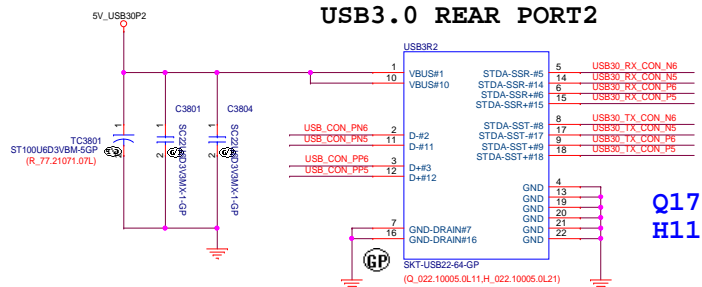 USB3.0 REAR PORT2
5V_USB30P2
USB3R2
1
10
VBUS#1
VBUS#10
STDA-SSR-#5
STDA-SSR-#14
STDA-SSR+#6
STDA-SSR+#15
5
14
6
15
USB30_RX_CON_N6
USB30_RX_CON_N5
USB30_RX_CON_P6
USB30_RX_CON_P5
1
2
TC3801
ST100U6D3VBM-5GP
(R_77.21071.07L)
1
2
C3801
1
2
C3804
USB_CON_PN6
USB_CON_PN5
2
11
D-#2
D-#11
STDA-SST-#8
STDA-SST-#17
STDA-SST+#9
STDA-SST+#18
8
17
9
18
USB30_TX_CON_N6
USB30_TX_CON_N5
USB30_TX_CON_P6
USB30_TX_CON_P5
USB_CON_PP6
USB_CON_PP5
3
12
D+#3
D+#12
GND
GND
GND
GND
GND
GND
4
13
19
20
21
22
7
16
GND-DRAIN#7
GND-DRAIN#16
GP
SKT-USB22-64-GP
(Q_022.10005.0L11,H_022.10005.0L21)
Q17
H11